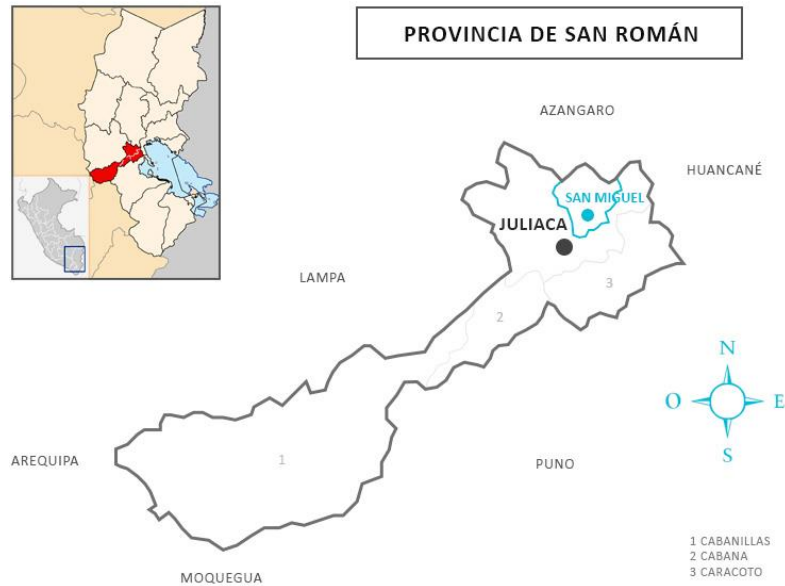 PROVINCIA DE SAN ROMÁN
AZANGARO
HUANCANÉ
SAN MIGUEL
JULIACA
LAMPA
3
2
N
O
E
S
AREQUIPA
1
PUNO
MOQUEGUA
1 CABANILLAS
2 CABANA
3 CARACOTO